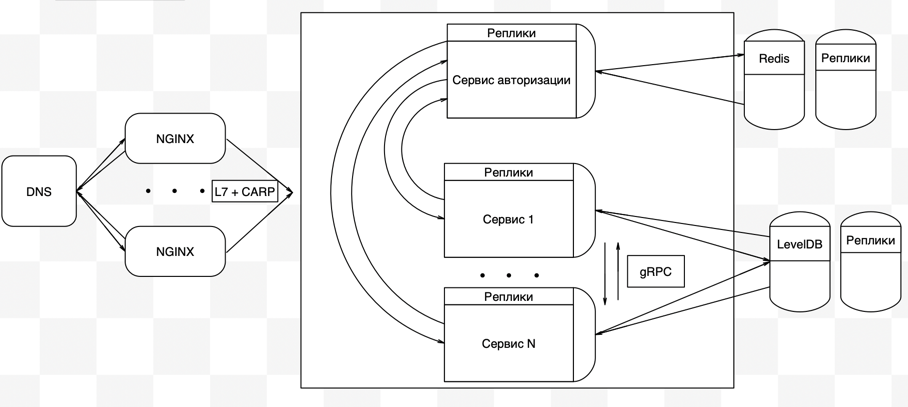 DNS
NGINX
L7 + CARP
NGINX
Реплики
Сервис авторизации
Реплики
Сервис 1
gRPC
Реплики
Сервис N
Redis
Реплики
LevelDB
Реплики